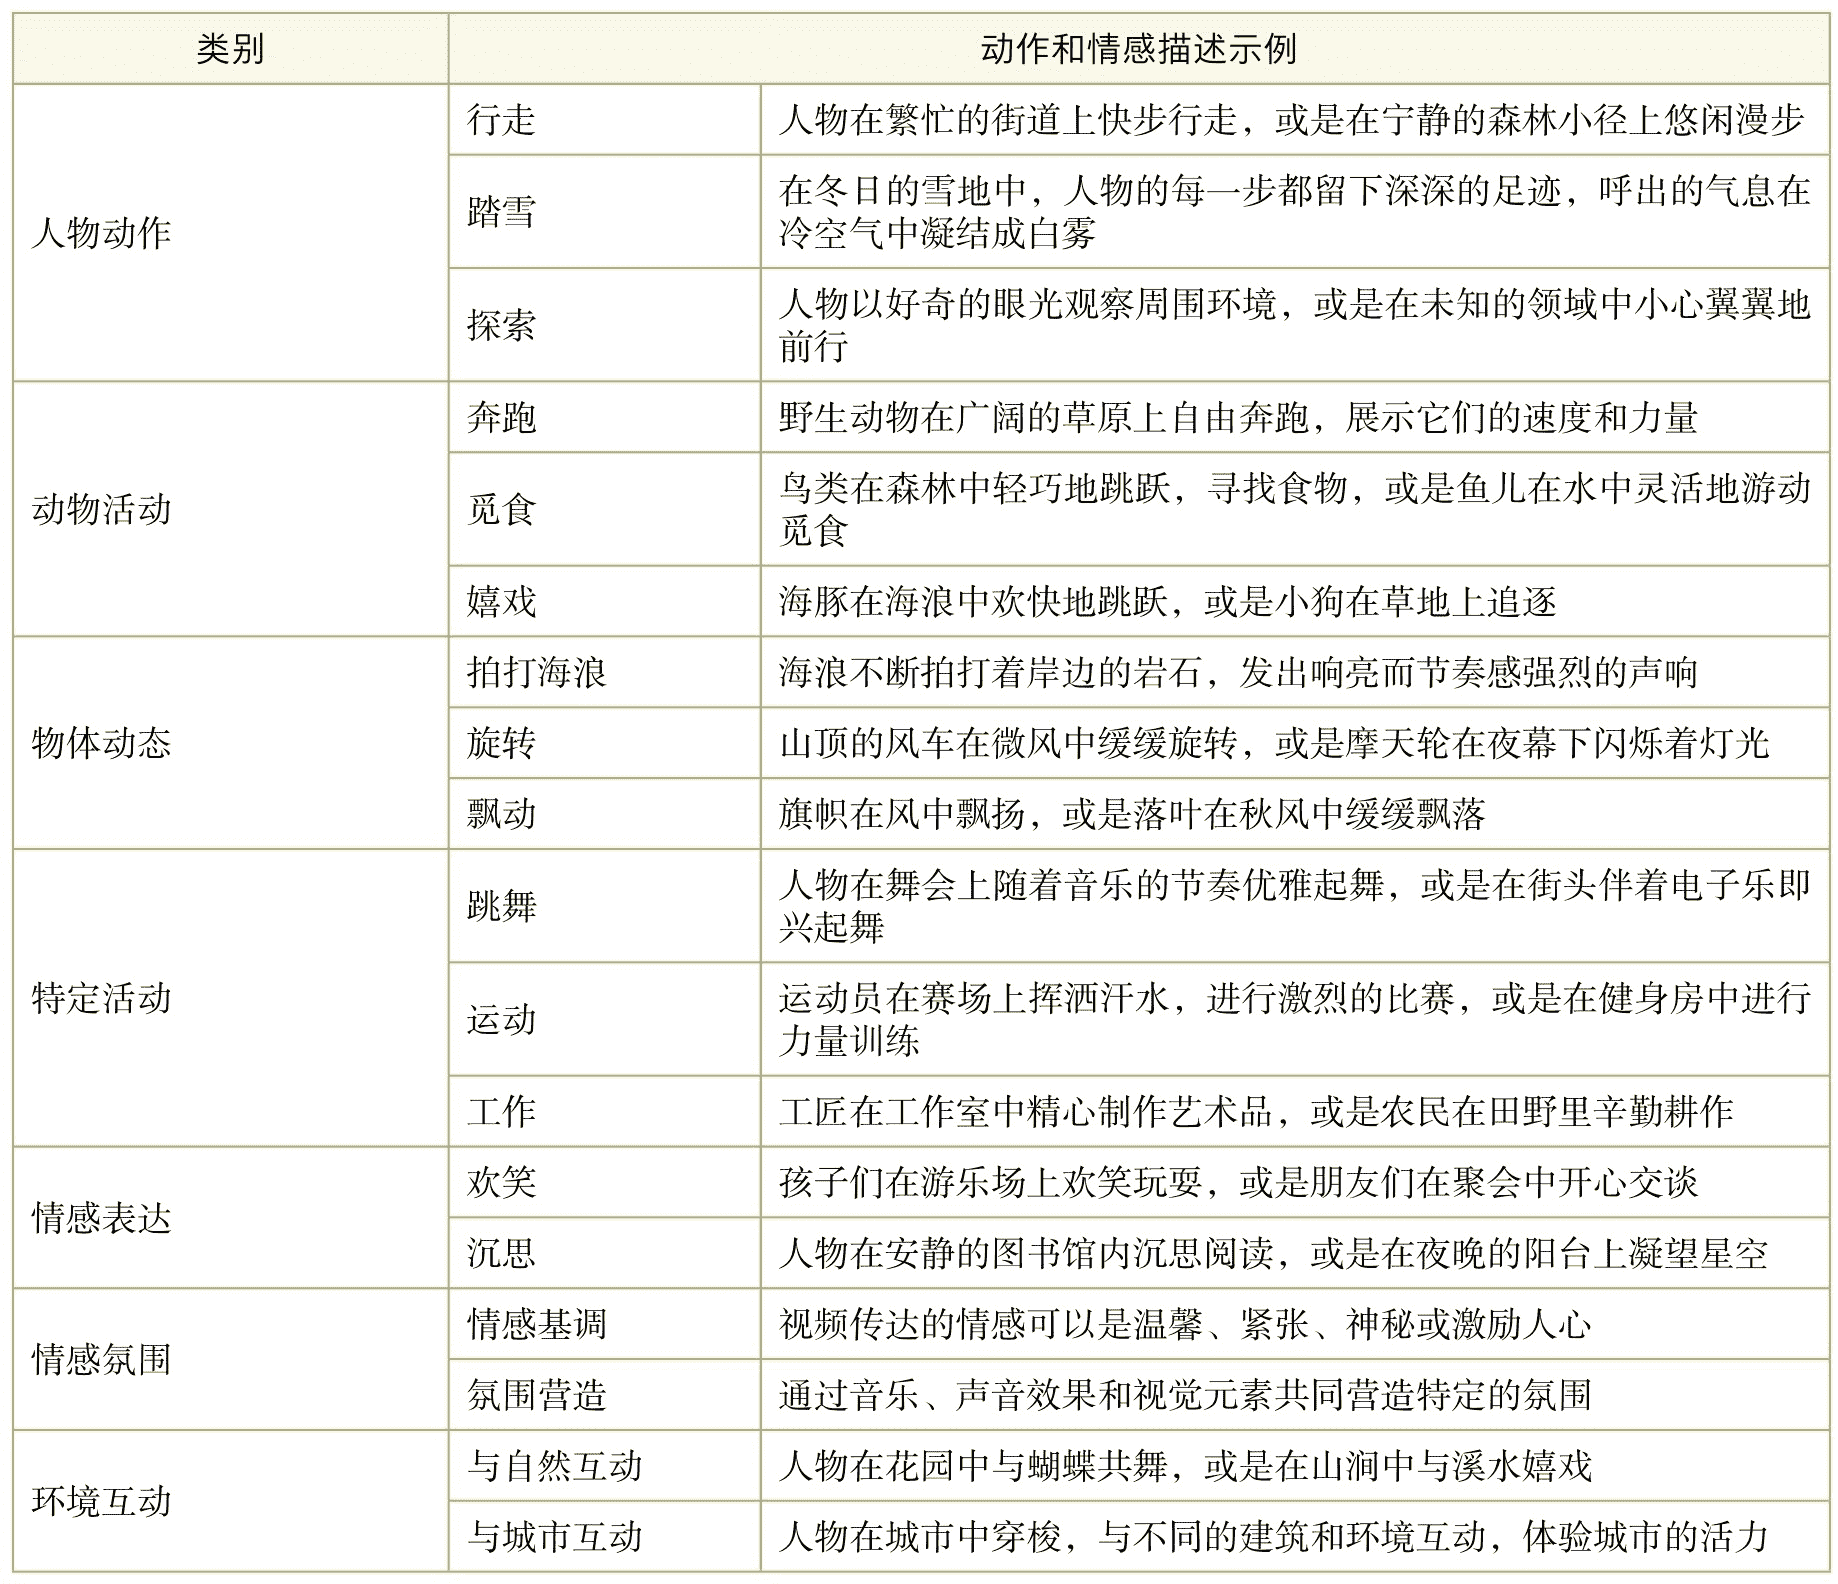 类别
动作和情感描述示例
人物动作
行走
人物在繁忙的街道上快步行走，或是在宁静的森林小径上悠闲漫步
踏雪
在冬日的雪地中，人物的每一步都留下深深的足迹，呼出的气息在
冷空气中凝结成白雾
探索
人物以好奇的眼光观察周围环境，或是在未知的领域中小心翼翼地
前行
动物活动
奔跑
野生动物在广阔的草原上自由奔跑，展示它们的速度和力量
觅食
鸟类在森林中轻巧地跳跃，寻找食物，或是鱼儿在水中灵活地游动
觅食
嬉戏
海豚在海浪中欢快地跳跃，或是小狗在草地上追逐
物体动态
拍打海浪
海浪不断拍打着岸边的岩石，发出响亮而节奏感强烈的声响
旋转
山顶的风车在微风中缓缓旋转，或是摩天轮在夜幕下闪烁着灯光
飘动
旗帜在风中飘扬，或是落叶在秋风中缓缓飘落
特定活动
跳舞
人物在舞会上随着音乐的节奏优雅起舞，或是在街头伴着电子乐即
兴起舞
运动
运动员在赛场上挥洒汗水，进行激烈的比赛，或是在健身房中进行
力量训练
工作
工匠在工作室中精心制作艺术品，或是农民在田野里辛勤耕作
情感表达
欢笑
孩子们在游乐场上欢笑玩耍，或是朋友们在聚会中开心交谈
沉思
人物在安静的图书馆内沉思阅读，或是在夜晚的阳台上凝望星空
情感氛围
情感基调
视频传达的情感可以是温馨、紧张、神秘或激励人心
氛围营造
通过音乐、声音效果和视觉元素共同营造特定的氛围
环境互动
与自然互动
人物在花园中与蝴蝶共舞，或是在山涧中与溪水嬉戏
与城市互动
人物在城市中穿梭，与不同的建筑和环境互动，体验城市的活力